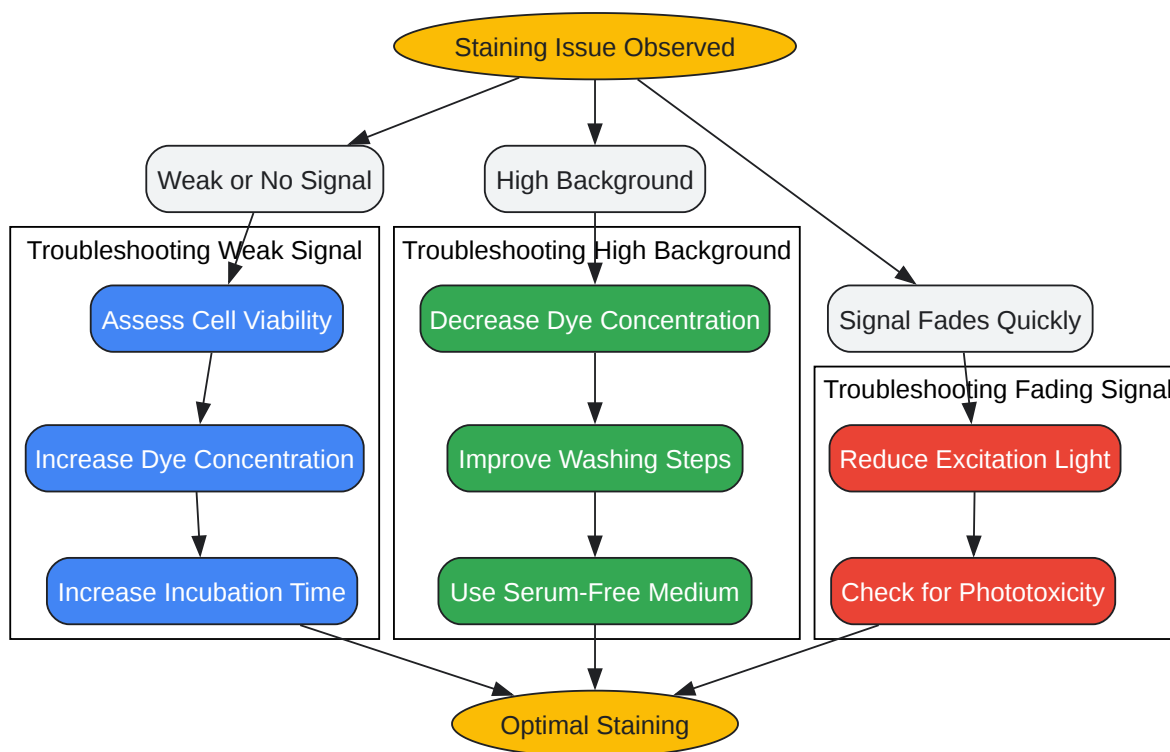 Staining Issue Observed
Weak or No Signal
High Background
Troubleshooting Weak Signal
Troubleshooting High Background
Assess Cell Viability
Decrease Dye Concentration
Signal Fades Quickly
Troubleshooting Fading Signal
Increase Dye Concentration
Improve Washing Steps
Reduce Excitation Light
Increase Incubation Time
Use Serum-Free Medium
Check for Phototoxicity
Optimal Staining